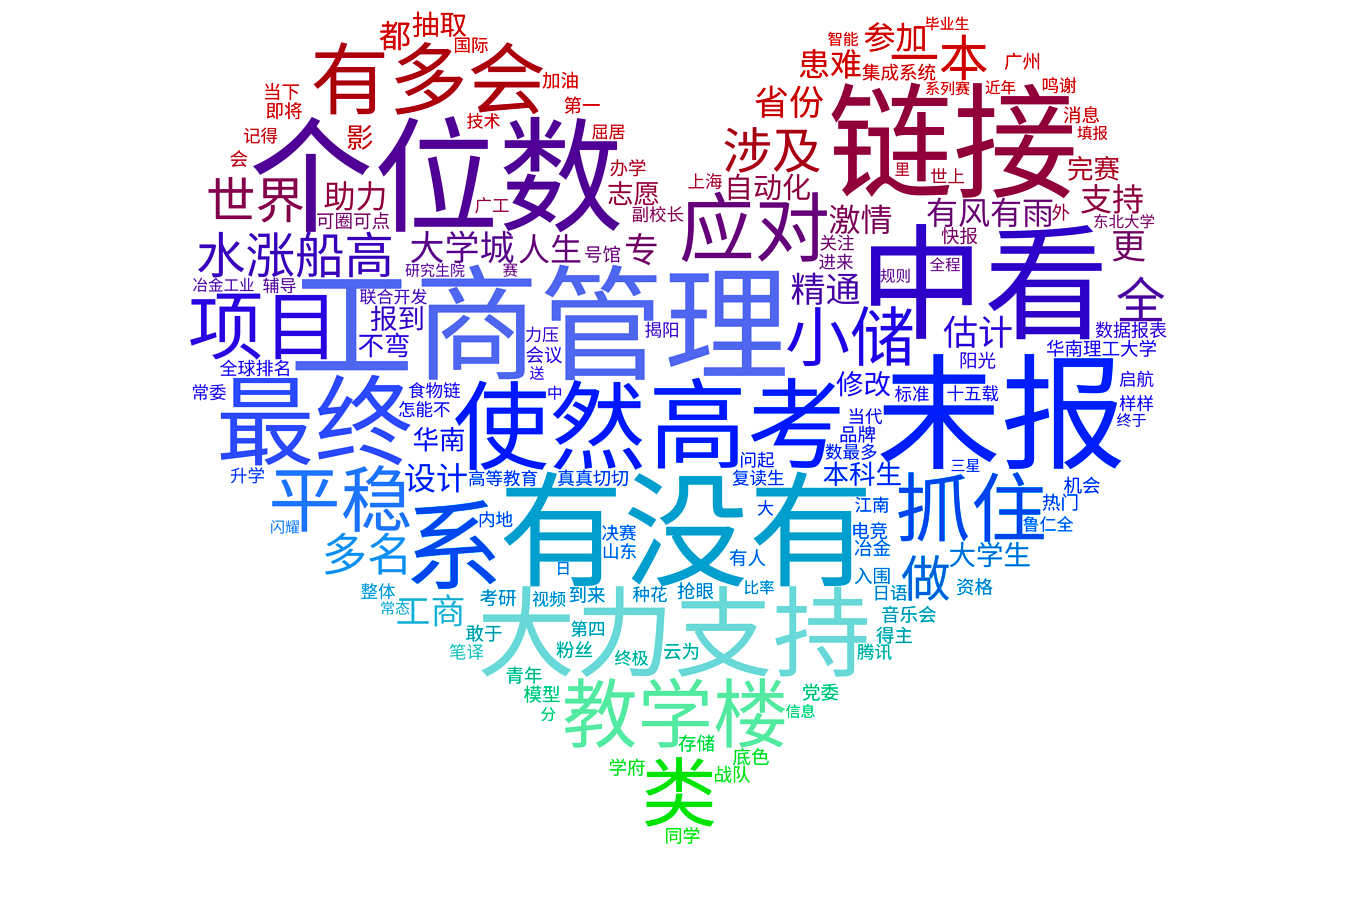 都
抽取
国际
有多会
加油
当下
即将
第一
技术
屈居
记得
影
会
个位数
办学
世界
助力
志愿
可圈可点
广工
副校长
水涨船高
大学城
人生
号馆
专
研究生院
赛
冶金工业
辅导
联合开发
项目
报到
不弯
工商管理
力压
会议
送
揭阳
毕业生
智能
参加
一本
患难
集成系统
广州
系列赛
近年
鸣谢
省份
链接
消息
填报
涉及
里
世上
完赛
上海
自动化
支持
应对
激情
有风有雨
外
东北大学
快报
关注
进来
更
中看
规则
全程
精通
全
小储
估计
数据报表
华南理工大学
阳光
全球排名
常委
最终
食物链
怎能不
华南
使然
中
高考
修改
标准
十五载
启航
样样
终于
当代
品牌
数最多
未报
升学
设计
高等教育
真真切切
问起
复读生
本科生
三星
机会
平稳
闪耀
系
内地
有没有
决赛
山东
大
有人
日
江南
电竞
冶金
抓住
热门
鲁仁全
多名
大学生
入围
做
资格
整体
常态
工商
考研
视频
到来
种花
抢眼
比率
日语
音乐会
敢于
笔译
大力支持
第四
粉丝
终极
云为
得主
腾讯
青年
模型
分
教学楼
党委
信息
存储
底色
学府
类
战队
同学